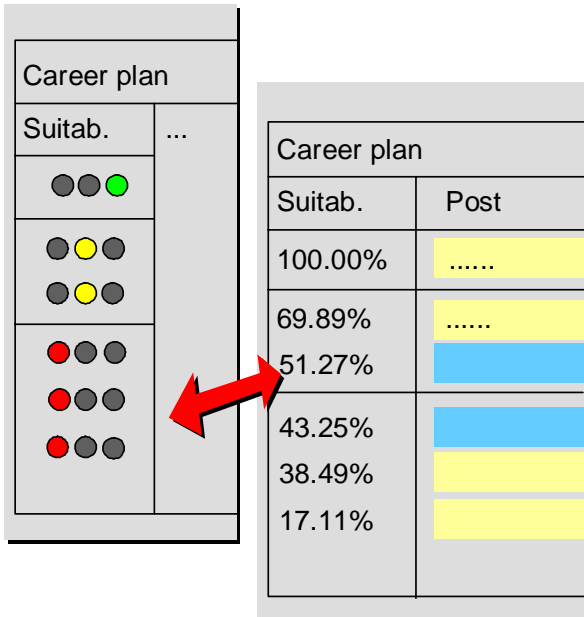 Career plan
Suitab. ...
Career plan
Suitab. Post
100.00% ......
69.89% ......
51.27%
43.25%
38.49%
17.11%